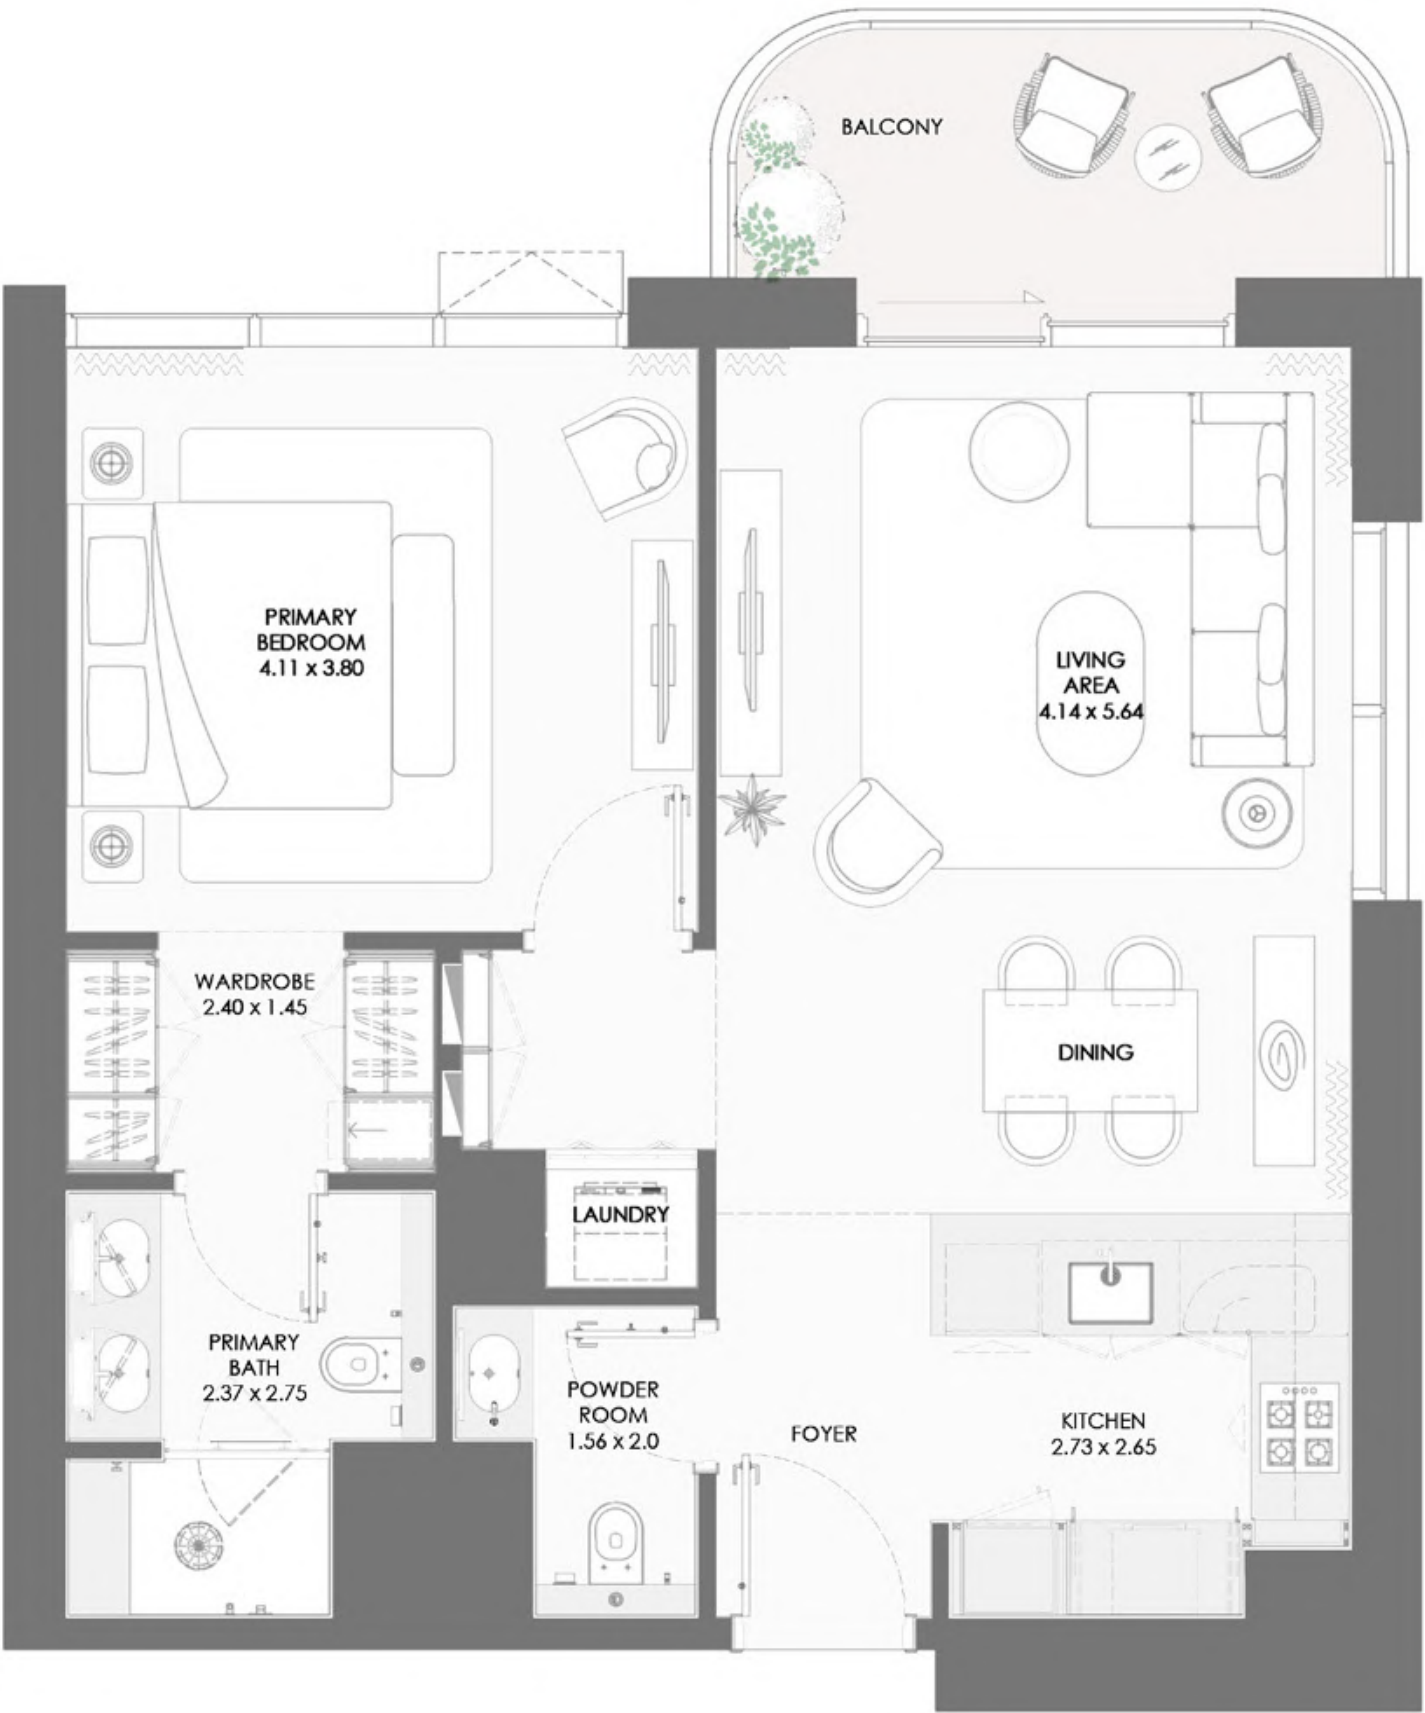 BALCONY
PRIMARY
BEDROOM
4.11 x 3.80
LIVING
AREA
4.14 x 5.64
WARDROBE
2.40 x 1.45
DINING
LAUNDRY
PRIMARY
BATH
2.37 x 2.75
POWDER
ROOM
1.56 x 2.0
FOYER
KITCHEN
2.73 x 2.65